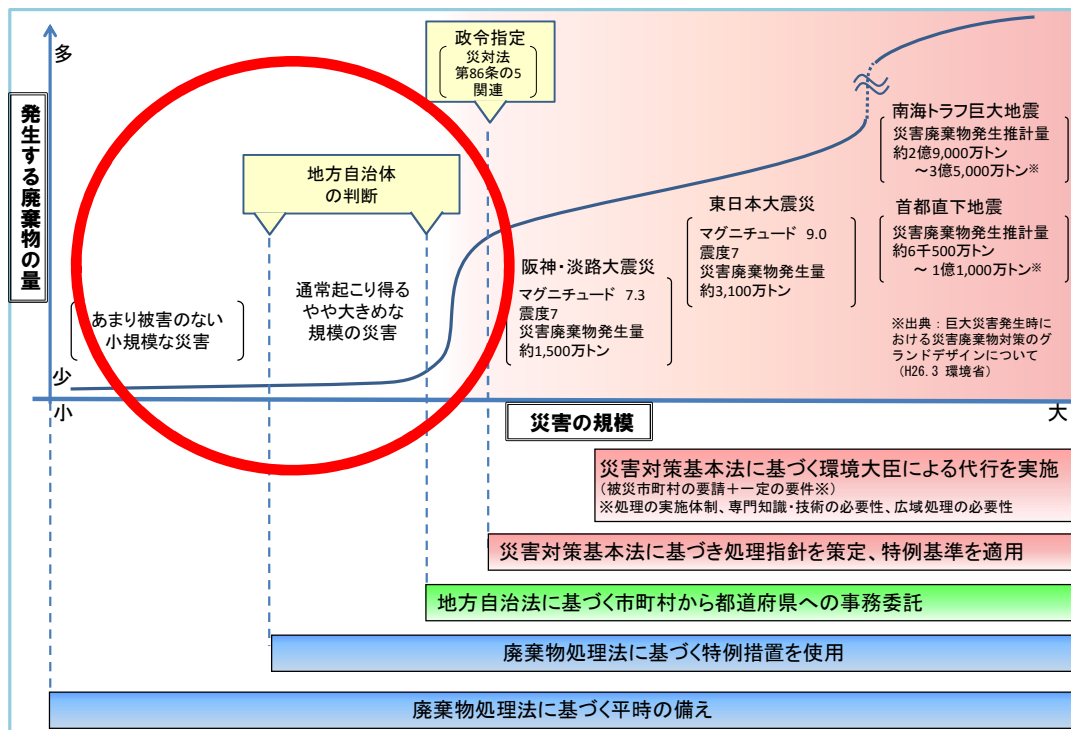 多
発生する廃棄物の量
少
小
政令指定
災対法
第86条の5
関連
地方自治体
の判断
あまり被害のない
小規模な災害
通常起こり得る
やや大きめな
規模の災害
阪神・淡路大震災
マグニチュード 7.3
震度7
災害廃棄物発生量
約1,500万トン
東日本大震災
マグニチュード 9.0
震度7
災害廃棄物発生量
約3,100万トン
南海トラフ巨大地震
災害廃棄物発生推計量
約2億9,000万トン
～3億5,000万トン※
首都直下地震
災害廃棄物発生推計量
約6千500万トン
～ 1億1,000万トン※
※出典：巨大災害発生時に
おける災害廃棄物対策のグ
ランドデザインについて
（H26.3 環境省）
災害の規模
大
災害対策基本法に基づく環境大臣による代行を実施
（被災市町村の要請＋一定の要件※）
※処理の実施体制、専門知識・技術の必要性、広域処理の必要性
災害対策基本法に基づき処理指針を策定、特例基準を適用
地方自治法に基づく市町村から都道府県への事務委託
廃棄物処理法に基づく特例措置を使用
廃棄物処理法に基づく平時の備え